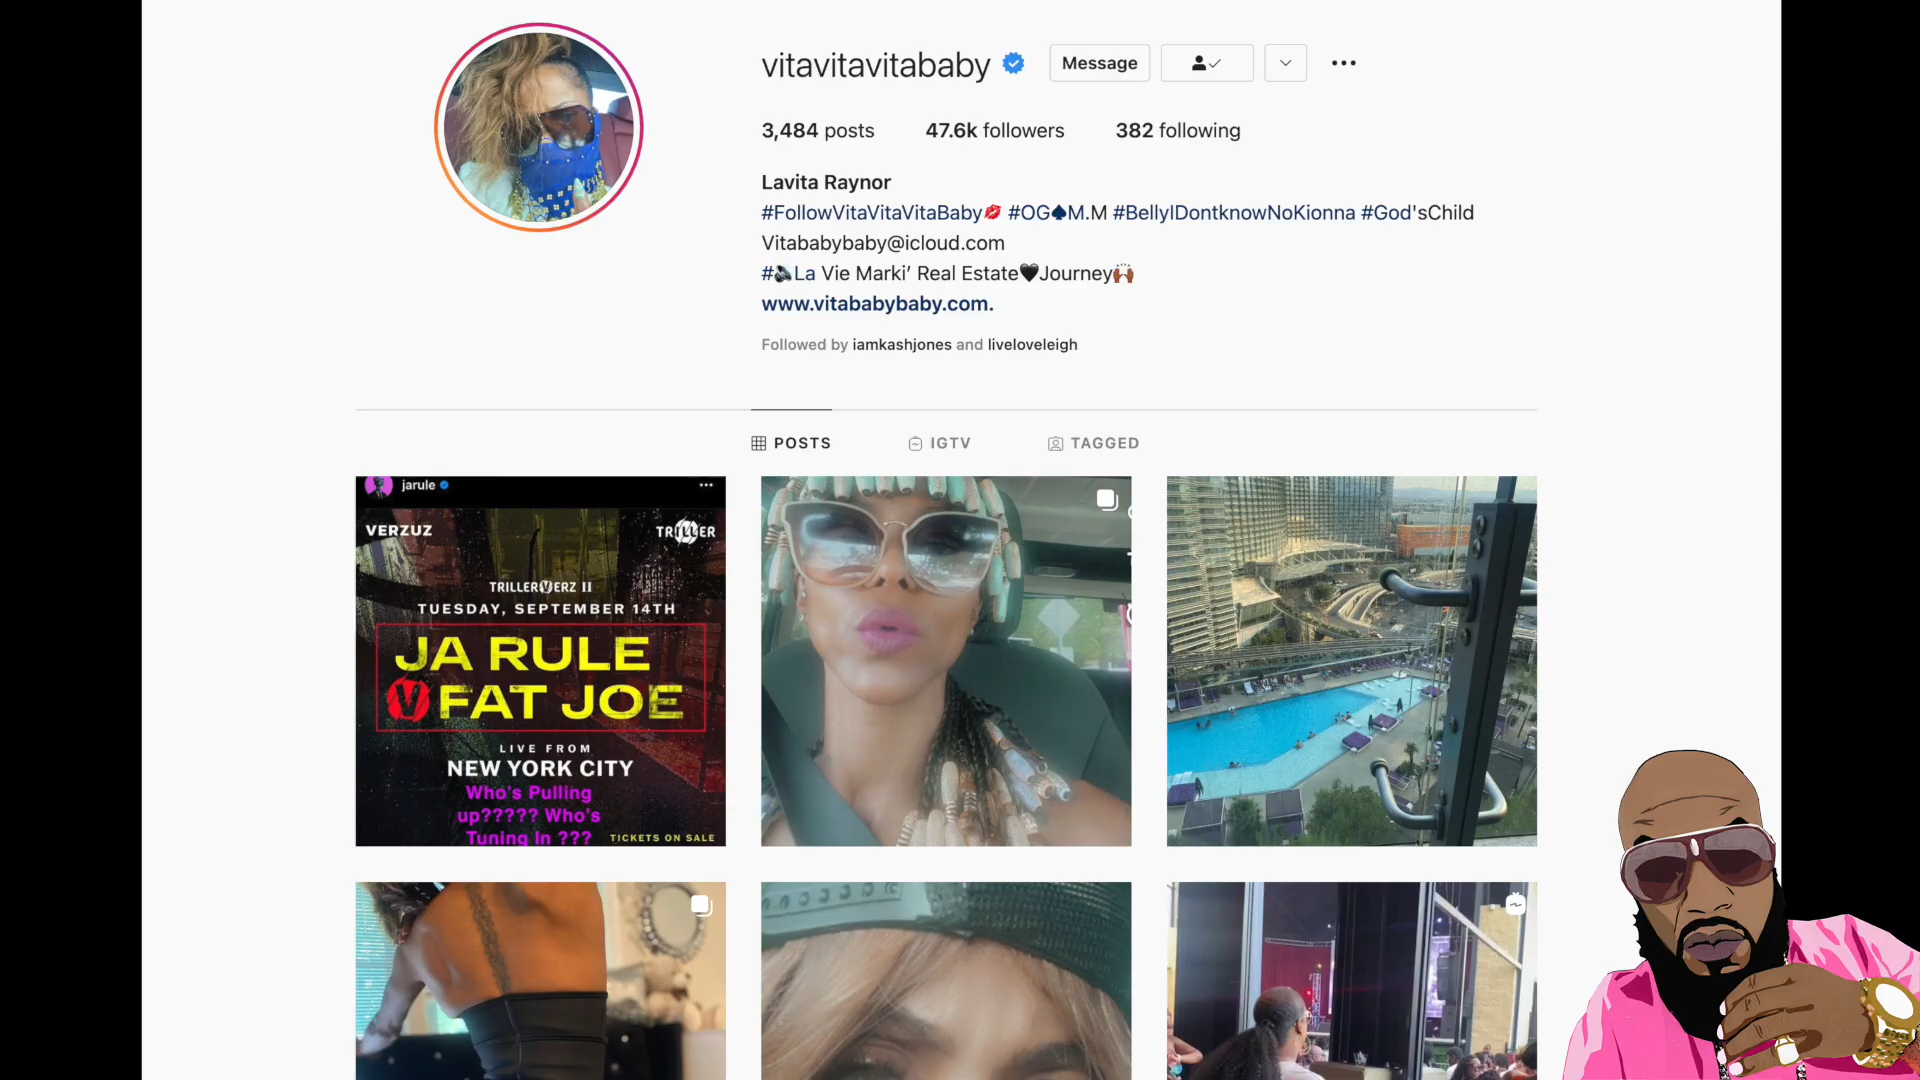 vitavitavitababy
Message
3,484 posts
47.6k followers
382 following
Lavita Raynor
#FollowVitaVitaVitaBaby💋 #OG♠️M.M #BellyIDontknowNoKionna #God'sChild
Vitababybaby@icloud.com
#🔊La Vie Marki’ Real Estate🖤Journey🙌🏾
www.vitababybaby.com.
Followed by iamkashjones and liveloveleigh
POSTS
IGTV
TAGGED
jarule
VERZUZ
TRILLER
TRILLERVERZ II
TUESDAY, SEPTEMBER 14TH
JA RULE
V FAT JOE
LIVE FROM
NEW YORK CITY
Who's Pulling
up????? Who's
Tuning In ???
TICKETS ON SALE